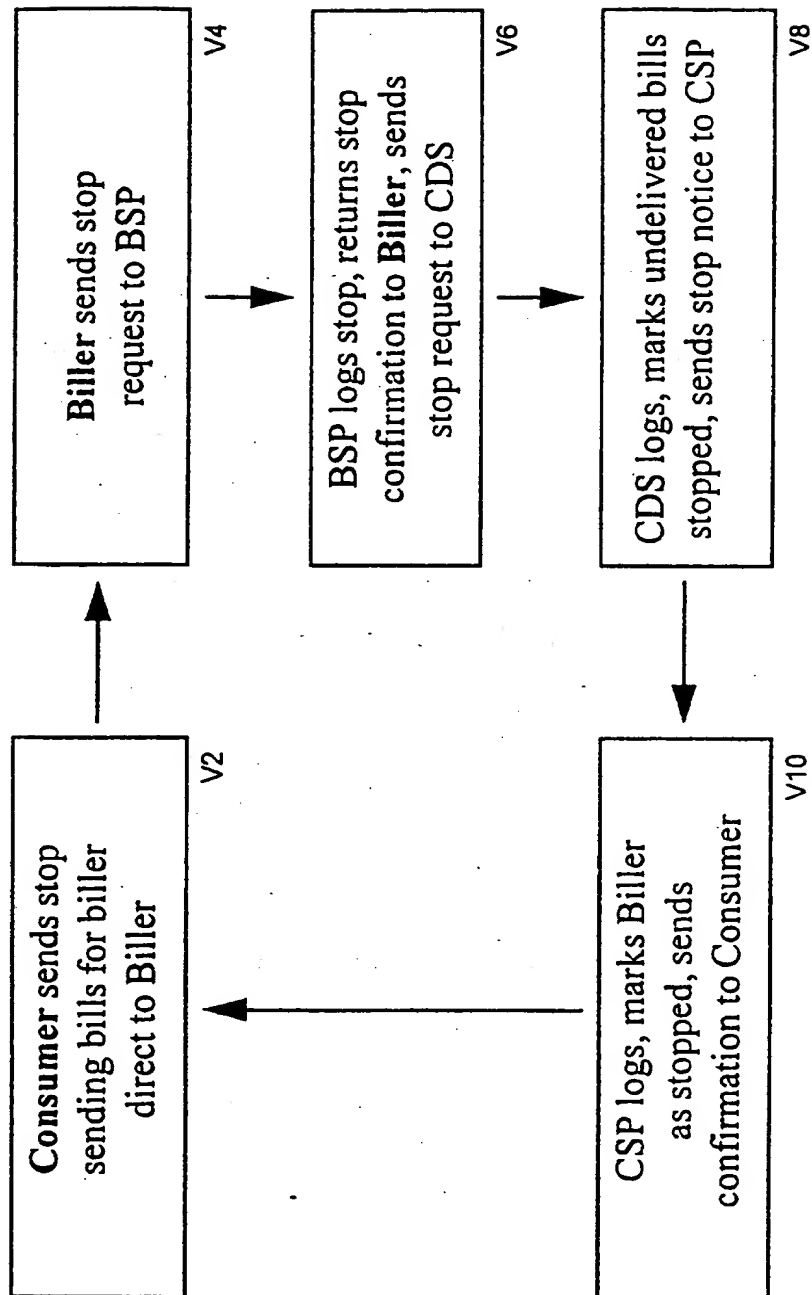 Consumer sends stop
sending bills for biller
direct to Biller
V2
Biller sends stop
request to BSP
V4
BSP logs stop, returns stop
confirmation to Biller, sends
stop request to CDS
V6
CDS logs, marks undelivered bills
stopped, sends stop notice to CSP
V8
CSP logs, marks Biller
as stopped, sends
confirmation to Consumer
V10